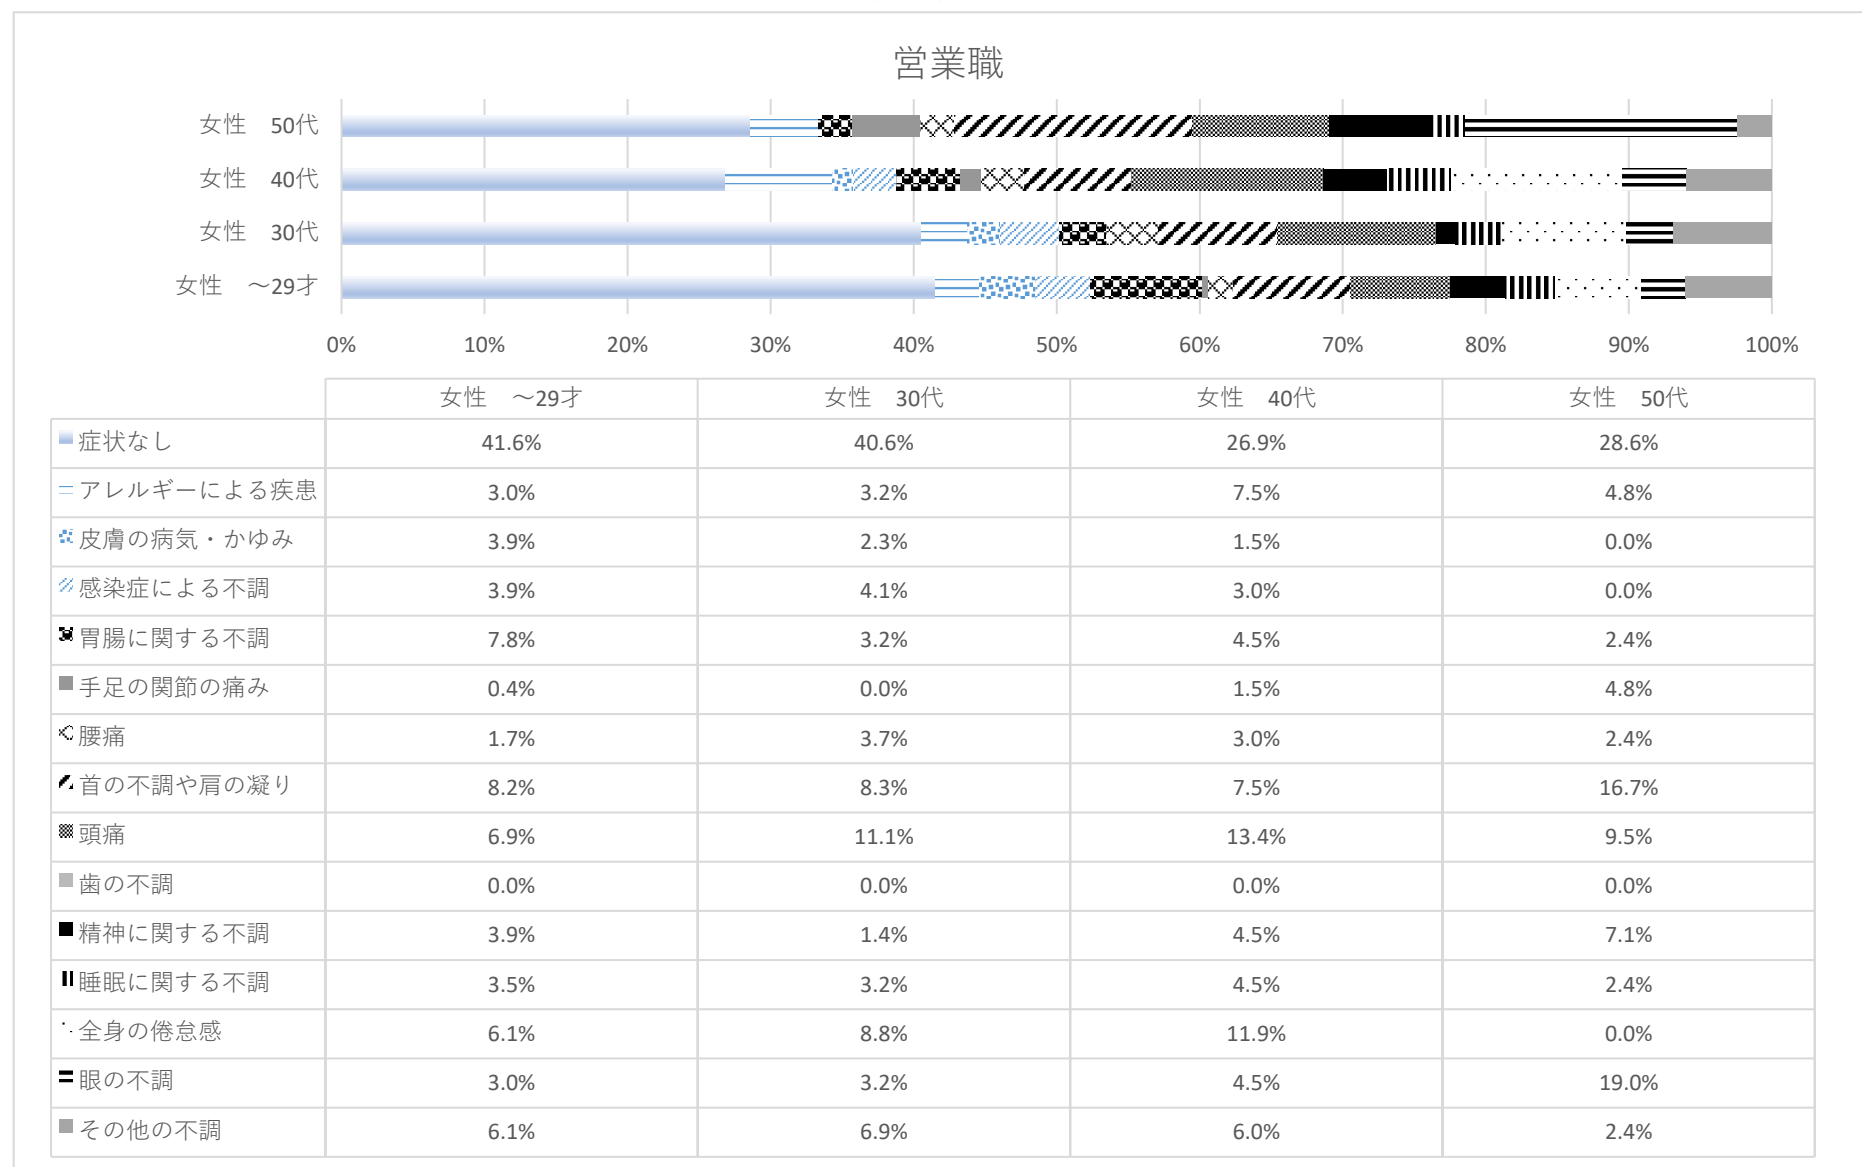 営業職
女性　50代
女性　40代
女性　30代
女性　～29才
0% 10% 20% 30% 40% 50% 60% 70% 80% 90% 100%
女性　～29才 女性　30代 女性　40代 女性　50代
症状なし 41.6% 40.6% 26.9% 28.6%
アレルギーによる疾患 3.0% 3.2% 7.5% 4.8%
皮膚の病気・かゆみ 3.9% 2.3% 1.5% 0.0%
感染症による不調 3.9% 4.1% 3.0% 0.0%
胃腸に関する不調 7.8% 3.2% 4.5% 2.4%
手足の関節の痛み 0.4% 0.0% 1.5% 4.8%
腰痛 1.7% 3.7% 3.0% 2.4%
首の不調や肩の凝り 8.2% 8.3% 7.5% 16.7%
頭痛 6.9% 11.1% 13.4% 9.5%
歯の不調 0.0% 0.0% 0.0% 0.0%
精神に関する不調 3.9% 1.4% 4.5% 7.1%
睡眠に関する不調 3.5% 3.2% 4.5% 2.4%
全身の倦怠感 6.1% 8.8% 11.9% 0.0%
眼の不調 3.0% 3.2% 4.5% 19.0%
その他の不調 6.1% 6.9% 6.0% 2.4%